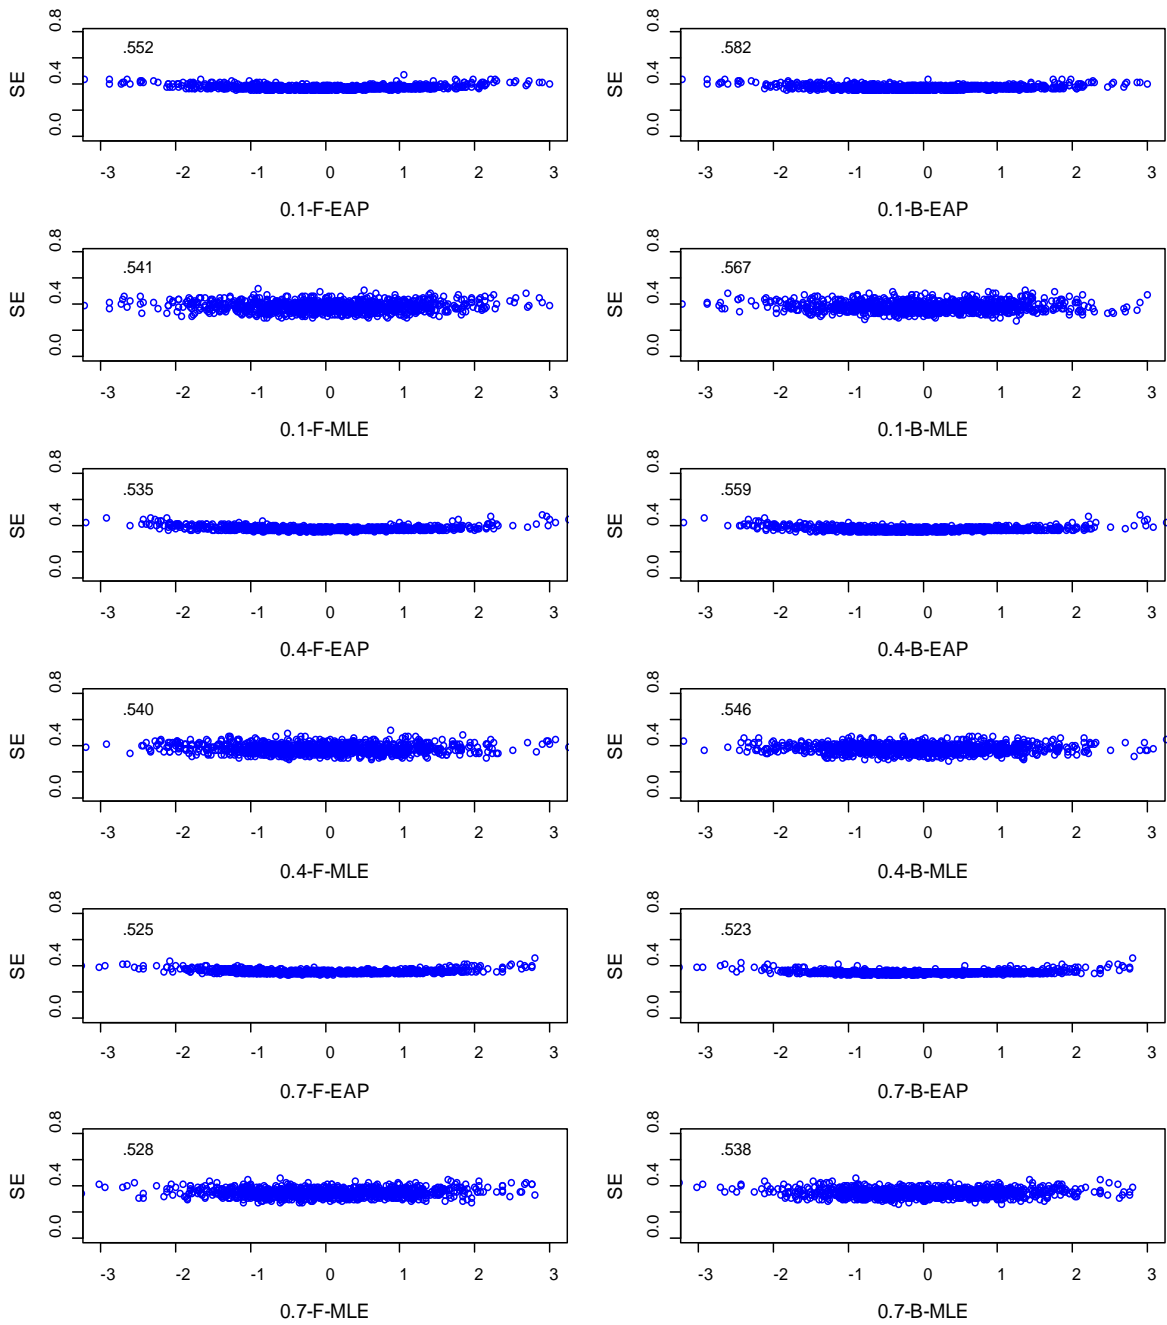 SE 0.0 0.4 0.8 .552
-3 -2 -1 0 1 2 3
0.1-F-EAP
SE 0.0 0.4 0.8 .582
-3 -2 -1 0 1 2 3
0.1-B-EAP
SE 0.0 0.4 0.8 .541
-3 -2 -1 0 1 2 3
0.1-F-MLE
SE 0.0 0.4 0.8 .567
-3 -2 -1 0 1 2 3
0.1-B-MLE
SE 0.0 0.4 0.8 .535
-3 -2 -1 0 1 2 3
0.4-F-EAP
SE 0.0 0.4 0.8 .559
-3 -2 -1 0 1 2 3
0.4-B-EAP
SE 0.0 0.4 0.8 .540
-3 -2 -1 0 1 2 3
0.4-F-MLE
SE 0.0 0.4 0.8 .546
-3 -2 -1 0 1 2 3
0.4-B-MLE
SE 0.0 0.4 0.8 .525
-3 -2 -1 0 1 2 3
0.7-F-EAP
SE 0.0 0.4 0.8 .523
-3 -2 -1 0 1 2 3
0.7-B-EAP
SE 0.0 0.4 0.8 .528
-3 -2 -1 0 1 2 3
0.7-F-MLE
SE 0.0 0.4 0.8 .538
-3 -2 -1 0 1 2 3
0.7-B-MLE